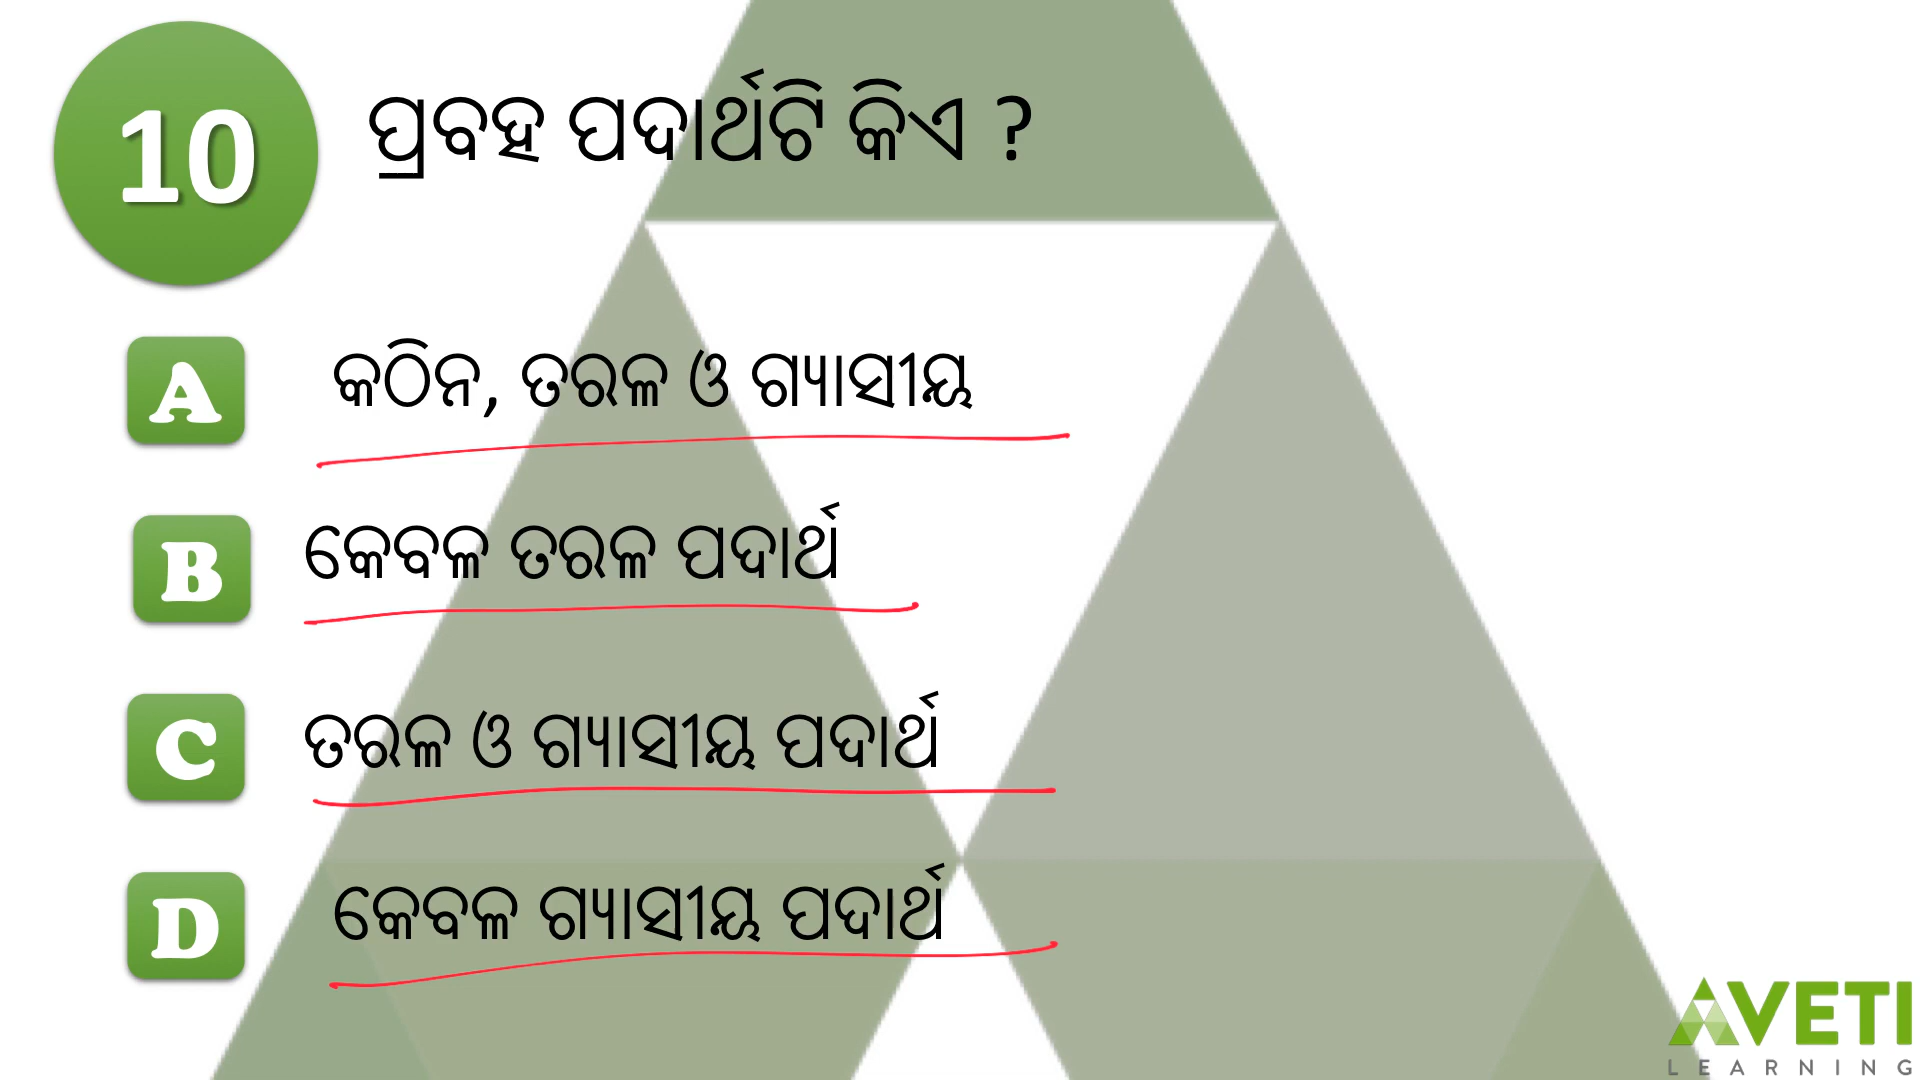 10
ପ୍ରବହ ପଦାର୍ଥଟି କିଏ ?
A
କଠିନ, ତରଳ ଓ ଗ୍ୟାସୀୟ
B
କେବଳ ତରଳ ପଦାର୍ଥ
C
ତରଳ ଓ ଗ୍ୟାସୀୟ ପଦାର୍ଥ
D
କେବଳ ଗ୍ୟାସୀୟ ପଦାର୍ଥ
AVETI
LEARNING